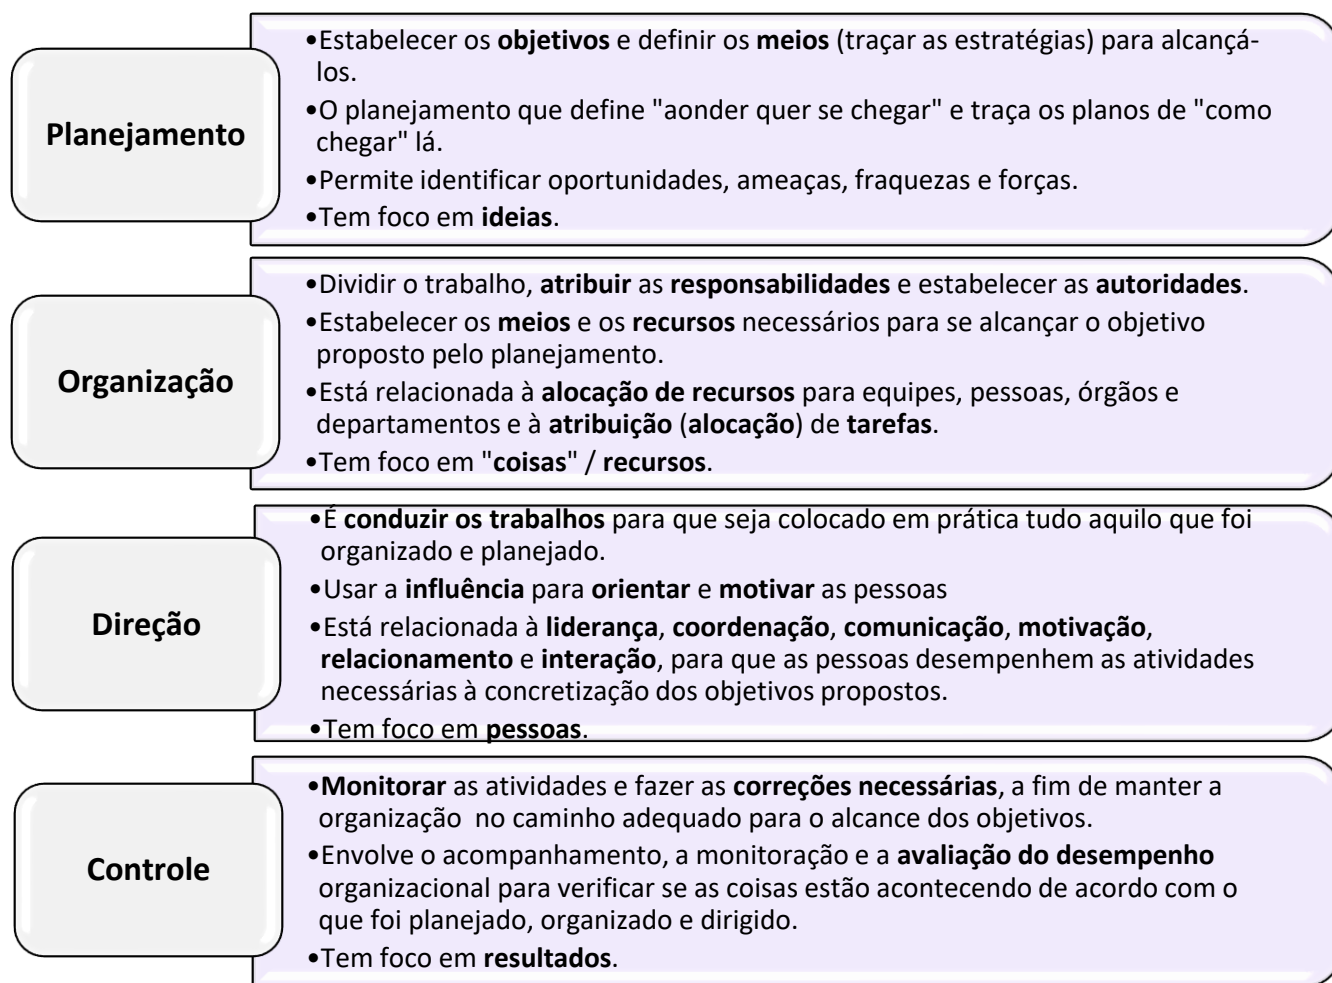 Planejamento
•Estabelecer os objetivos e definir os meios (traçar as estratégias) para alcançá-
los.
•O planejamento que define "aonder quer se chegar" e traça os planos de "como
chegar" lá.
•Permite identificar oportunidades, ameaças, fraquezas e forças.
•Tem foco em ideias.
Organização
•Dividir o trabalho, atribuir as responsabilidades e estabelecer as autoridades.
•Estabelecer os meios e os recursos necessários para se alcançar o objetivo
proposto pelo planejamento.
•Está relacionada à alocação de recursos para equipes, pessoas, órgãos e
departamentos e à atribuição (alocação) de tarefas.
•Tem foco em "coisas" / recursos.
Direção
•É conduzir os trabalhos para que seja colocado em prática tudo aquilo que foi
organizado e planejado.
•Usar a influência para orientar e motivar as pessoas
•Está relacionada à liderança, coordenação, comunicação, motivação,
relacionamento e interação, para que as pessoas desempenhem as atividades
necessárias à concretização dos objetivos propostos.
•Tem foco em pessoas.
Controle
•Monitorar as atividades e fazer as correções necessárias, a fim de manter a
organização no caminho adequado para o alcance dos objetivos.
•Envolve o acompanhamento, a monitoração e a avaliação do desempenho
organizacional para verificar se as coisas estão acontecendo de acordo com o
que foi planejado, organizado e dirigido.
•Tem foco em resultados.